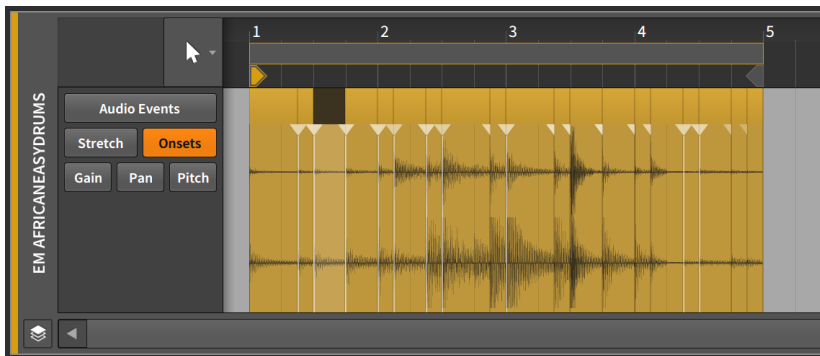 1 2 3 4 5
EM AFRICANEASYDRUMS
Audio Events
Stretch Onsets
Gain Pan Pitch